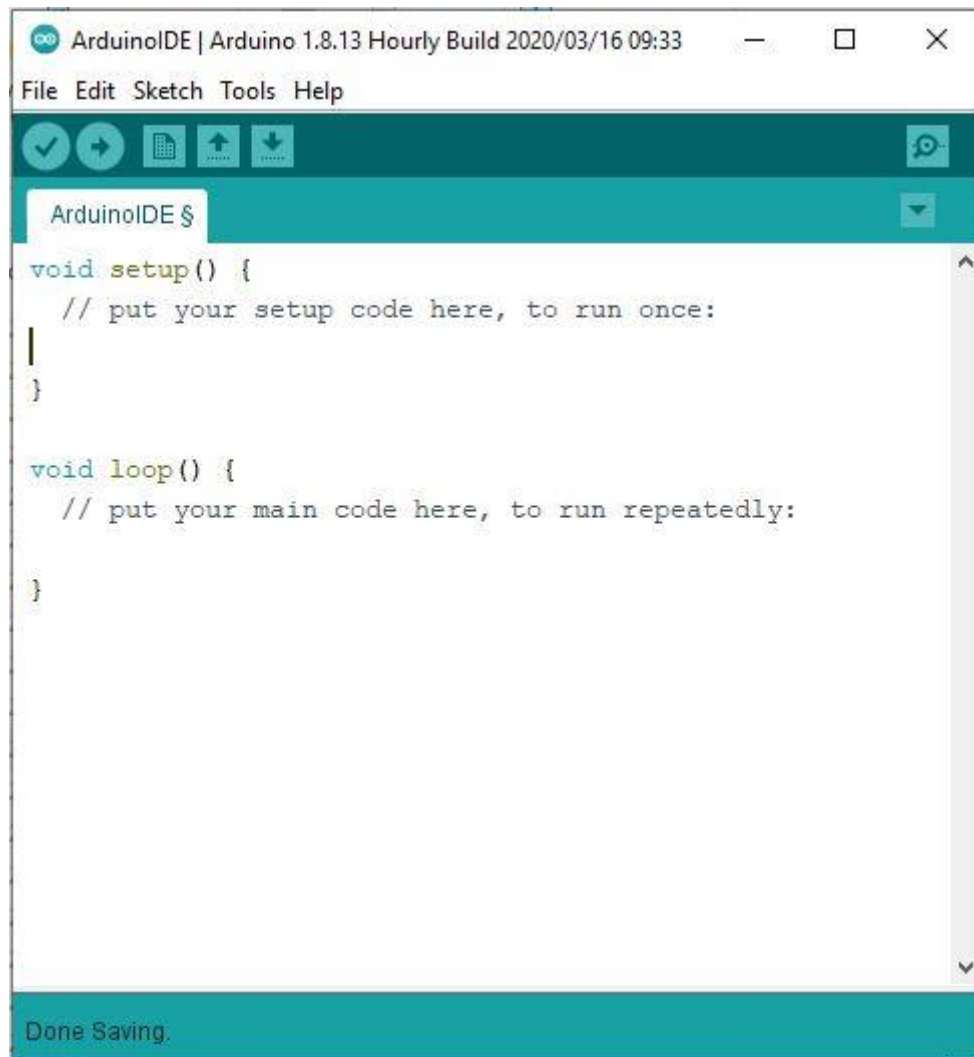 ArduinoIDE | Arduino 1.8.13 Hourly Build 2020/03/16 09:33
File Edit Sketch Tools Help
ArduinoIDE §
void setup() {
  // put your setup code here, to run once:
}
void loop() {
  // put your main code here, to run repeatedly:
}
Done Saving.